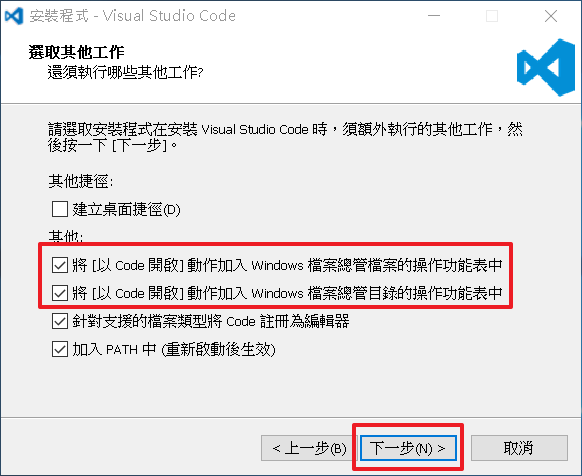 安裝程式 - Visual Studio Code
選取其他工作
還須執行哪些其他工作?
請選取安裝程式在安裝 Visual Studio Code 時，須額外執行的其他工作，然
後按一下 [下一步]。
其他捷徑:
建立桌面捷徑(D)
其他:
將 [以 Code 開啟] 動作加入 Windows 檔案總管檔案的操作功能表中
將 [以 Code 開啟] 動作加入 Windows 檔案總管目錄的操作功能表中
針對支援的檔案類型將 Code 註冊為編輯器
加入 PATH 中 (重新啟動後生效)
< 上一步(B) 下一步(N) > 取消